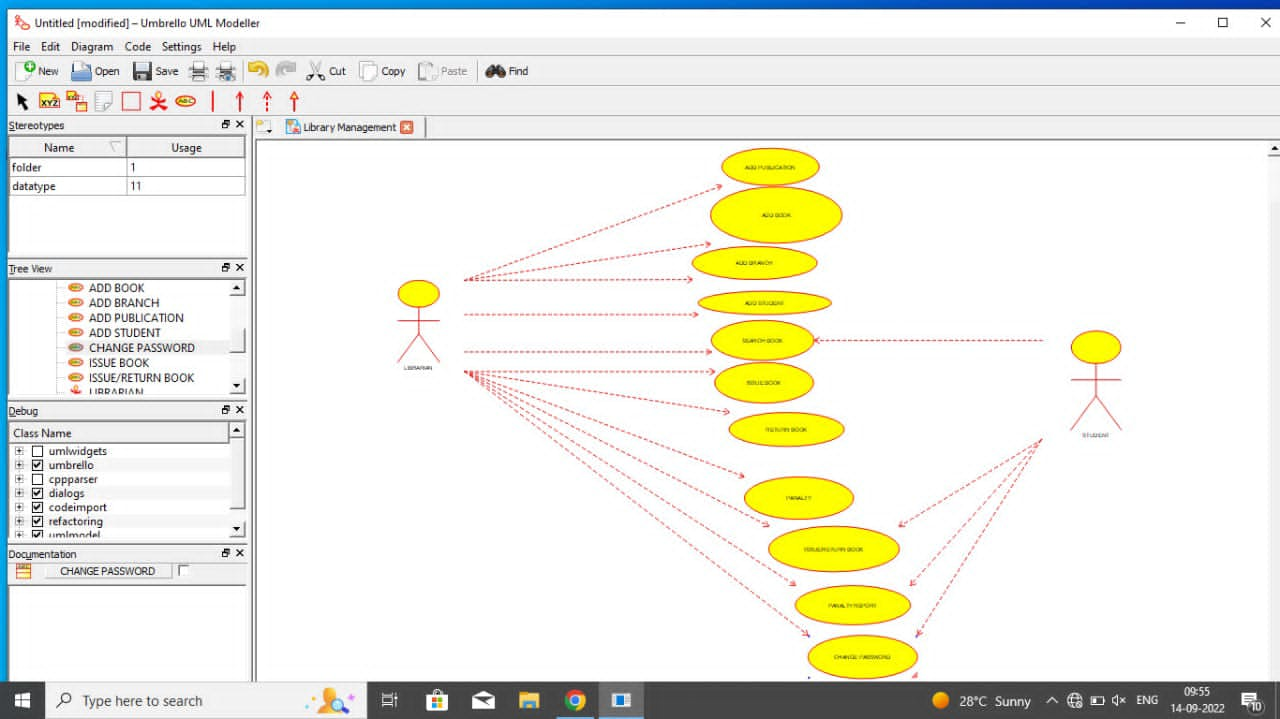 Untitled [modified] – Umbrello UML Modeller
File Edit Diagram Code Settings Help
New Open Save Cut Copy Paste Find
XYZ ABC
Stereotypes
Name Usage
folder 1
datatype 11
Tree View
ADD BOOK
ADD BRANCH
ADD PUBLICATION
ADD STUDENT
CHANGE PASSWORD
ISSUE BOOK
ISSUE/RETURN BOOK
LIBRARIAN
Debug
Class Name
umlwidgets
umbrello
cppparser
dialogs
codeimport
refactoring
umlmodel
Documentation
CHANGE PASSWORD
Library Management
ADD PUBLICATION
ADD BOOK
ADD BRANCH
ADD STUDENT
SEARCH BOOK
ISSUE BOOK
RETURN BOOK
PANALTY
ISSUE/RETURN BOOK
PANALTY REPORT
CHANGE PASSWORD
LIBRARIAN
STUDENT
Type here to search
28°C Sunny
ENG
09:55
14-09-2022
10